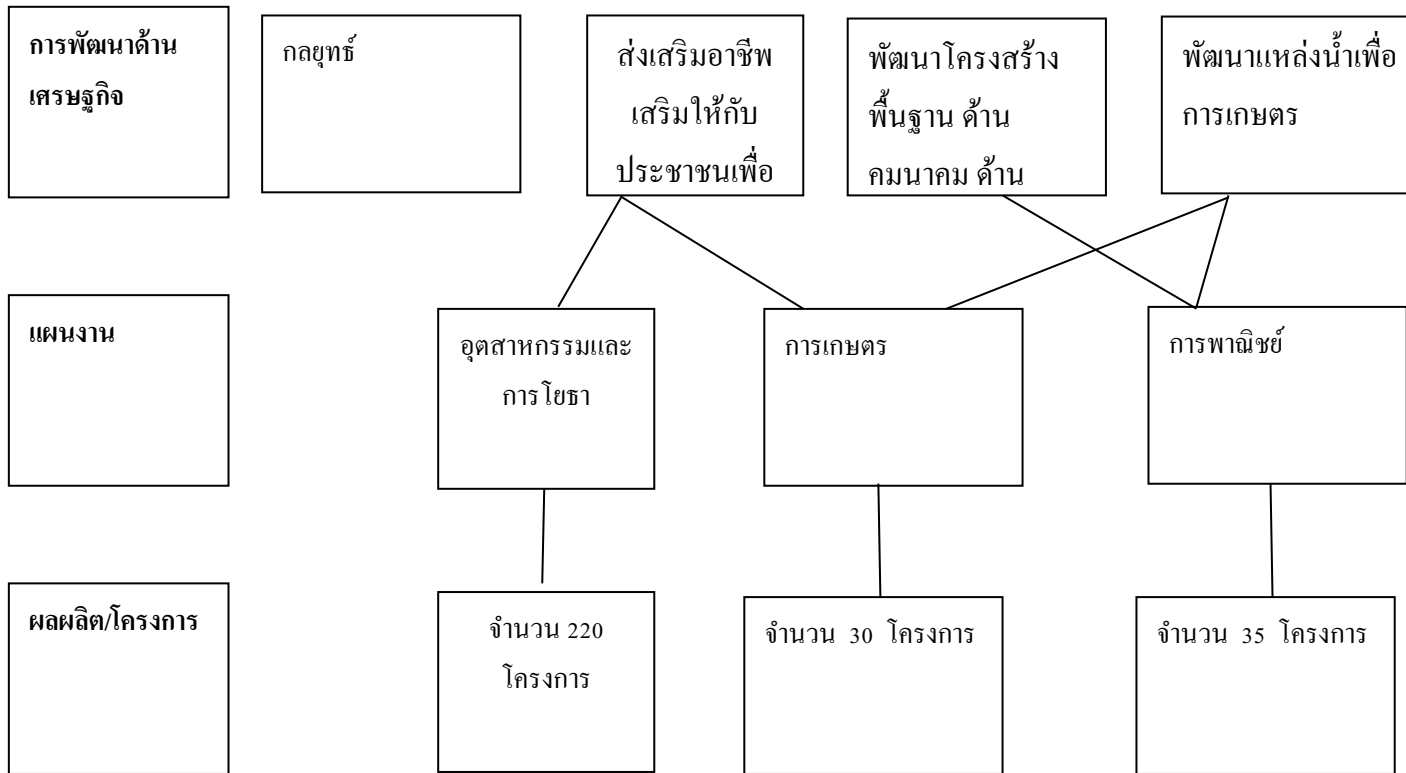 การพัฒนาด้าน
เศรษฐกิจ
กลยุทธ์
ส่งเสริมอาชีพ
เสริมให้กับ
ประชาชนเพื่อ
พัฒนาโครงสร้าง
พื้นฐาน ด้าน
คมนาคม ด้าน
พัฒนาแหล่งน้ำเพื่อ
การเกษตร
แผนงาน
อุตสาหกรรมและ
การโยธา
การเกษตร
การพาณิชย์
ผลผลิต/โครงการ
จำนวน 220
โครงการ
จำนวน 30 โครงการ
จำนวน 35 โครงการ